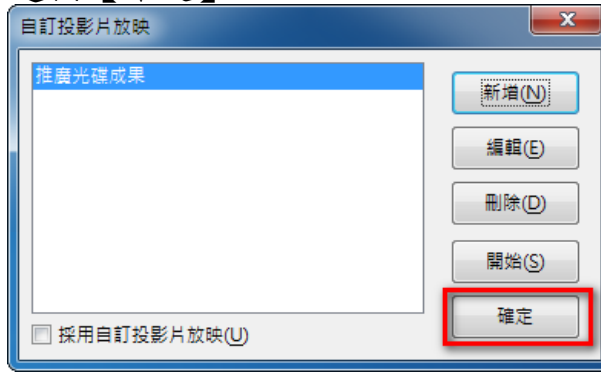 自訂投影片放映
推廣光碟成果
新增(N)
編輯(E)
刪除(D)
開始(S)
確定
採用自訂投影片放映(U)